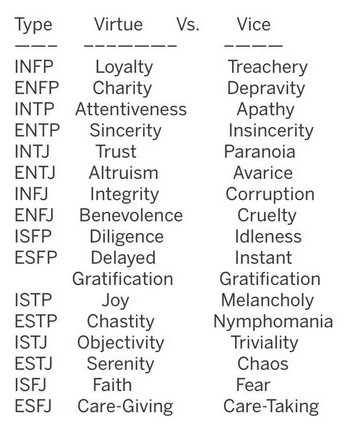 Type Virtue Vs. Vice
——– ––––––– ––––
INFP Loyalty Treachery
ENFP Charity Depravity
INTP Attentiveness Apathy
ENTP Sincerity Insincerity
INTJ Trust Paranoia
ENTJ Altruism Avarice
INFJ Integrity Corruption
ENFJ Benevolence Cruelty
ISFP Diligence Idleness
ESFP Delayed Instant
Gratification Gratification
ISTP Joy Melancholy
ESTP Chastity Nymphomania
ISTJ Objectivity Triviality
ESTJ Serenity Chaos
ISFJ Faith Fear
ESFJ Care-Giving Care-Taking